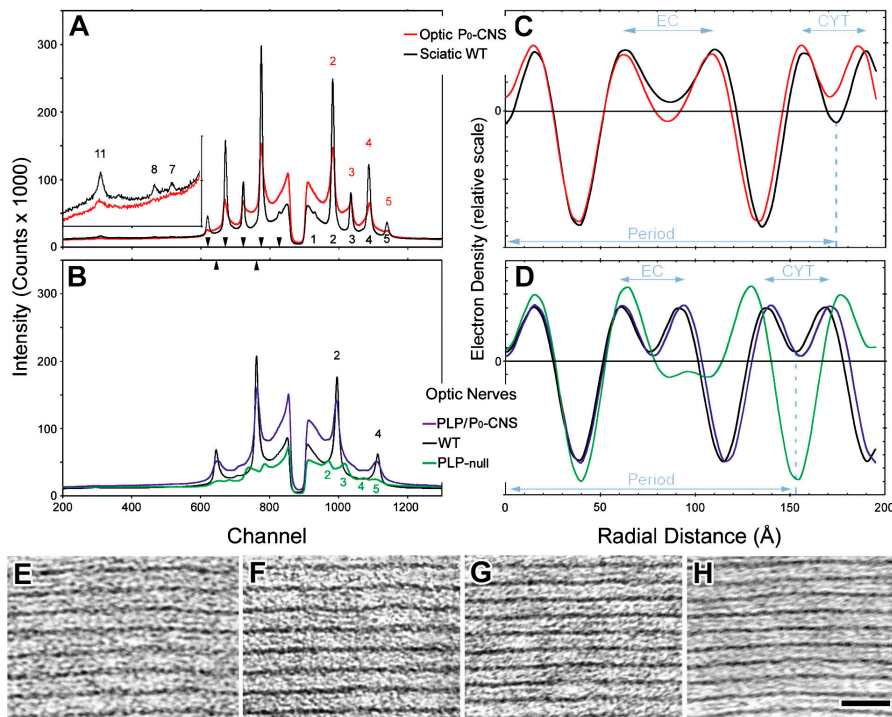 A
Optic P₀-CNS
Sciatic WT
300
200
100
0
11
8
7
2
3
4
5
1
2
3
4
5
B
Optic Nerves
PLP/P₀-CNS
WT
PLP-null
300
200
100
0
2
4
2
3
4
5
200
400
600
800
1000
1200
Channel
Intensity (Counts x 1000)
C
EC
CYT
0
Period
D
EC
CYT
0
Period
0
50
100
150
200
Radial Distance (Å)
Electron Density (relative scale)
E
F
G
H